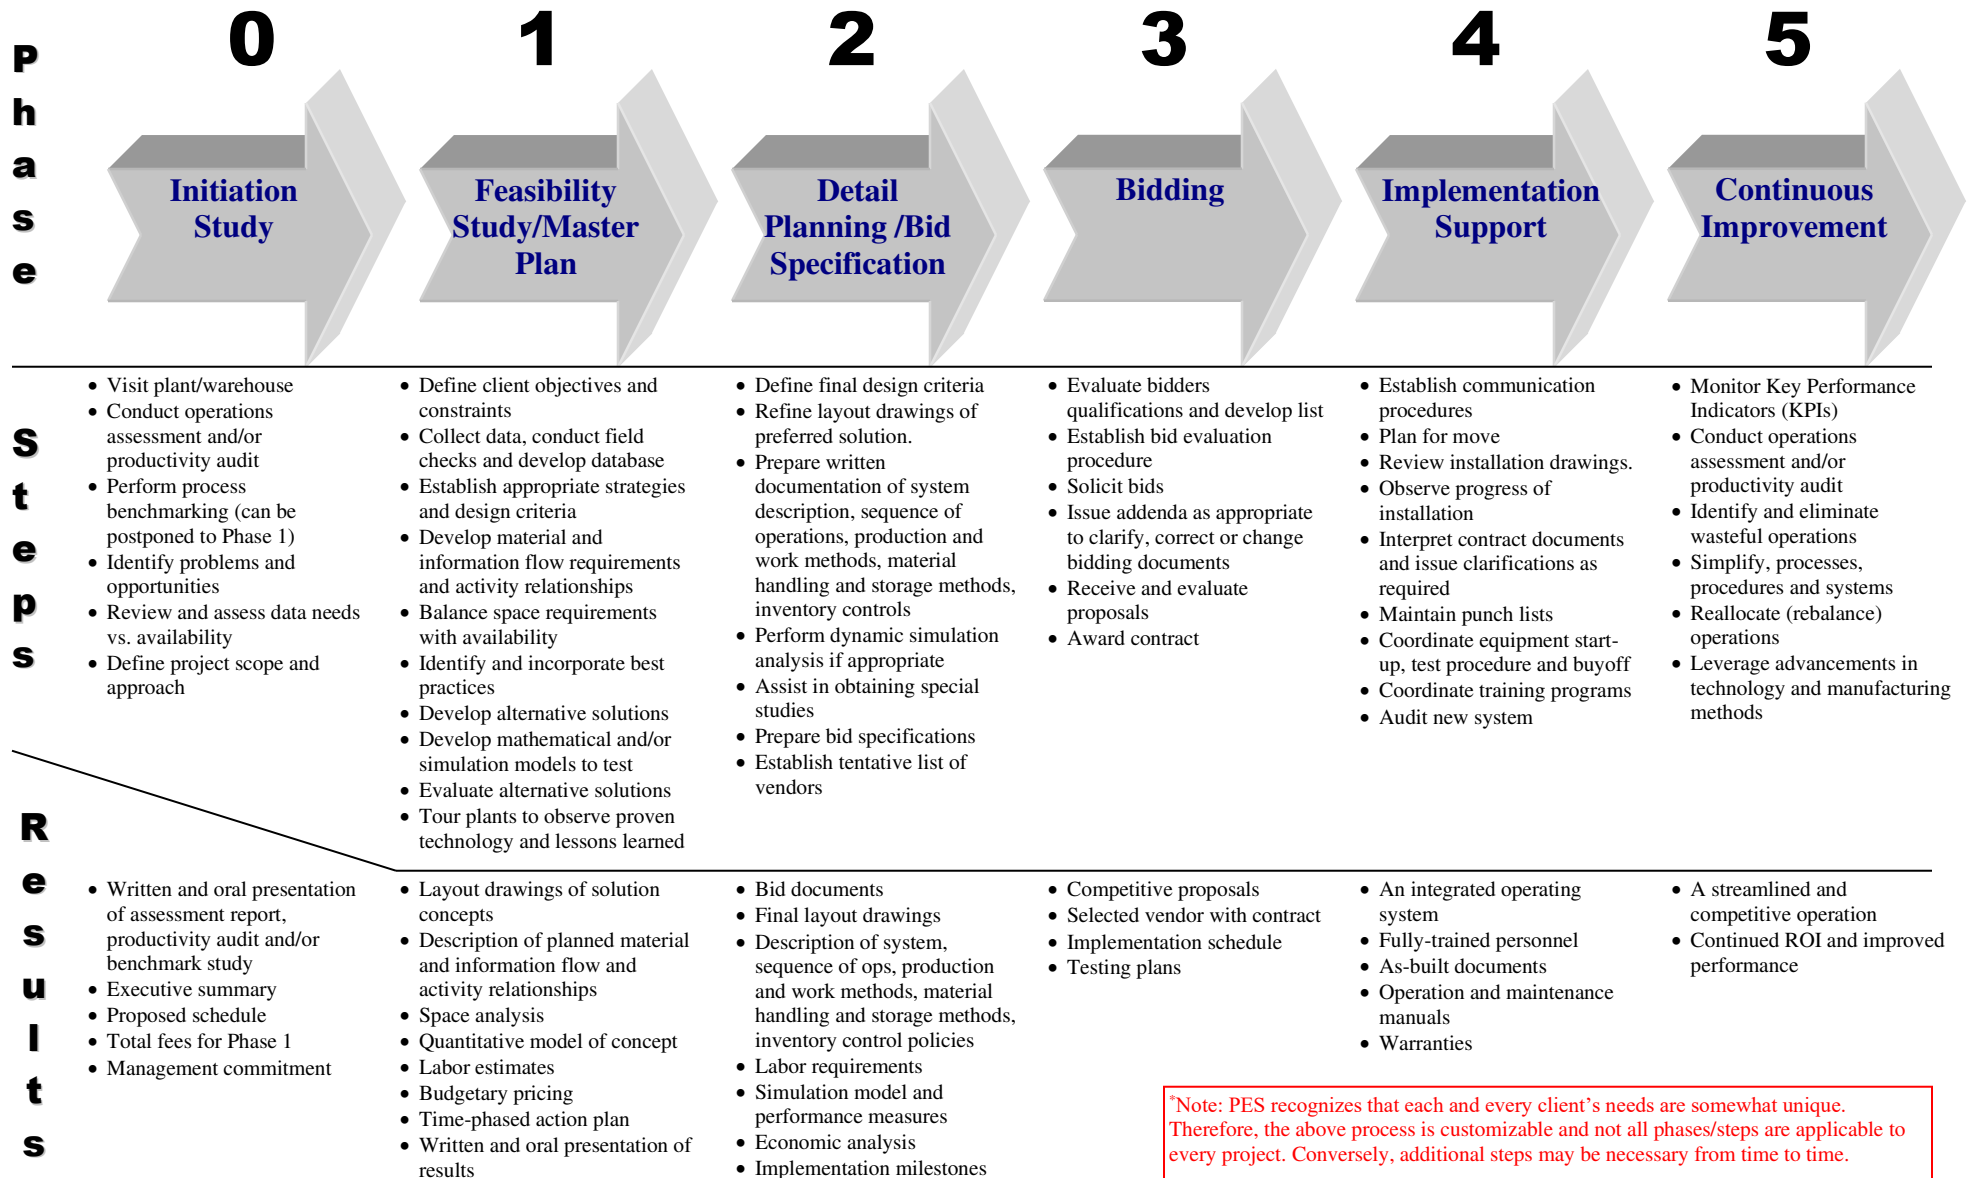 Phase
0
1
2
3
4
5
Initiation
Study
Feasibility
Study/Master
Plan
Detail
Planning /Bid
Specification
Bidding
Implementation
Support
Continuous
Improvement
Steps
• Visit plant/warehouse
• Conduct operations
assessment and/or
productivity audit
• Perform process
benchmarking (can be
postponed to Phase 1)
• Identify problems and
opportunities
• Review and assess data needs
vs. availability
• Define project scope and
approach
• Define client objectives and
constraints
• Collect data, conduct field
checks and develop database
• Establish appropriate strategies
and design criteria
• Develop material and
information flow requirements
and activity relationships
• Balance space requirements
with availability
• Identify and incorporate best
practices
• Develop alternative solutions
• Develop mathematical and/or
simulation models to test
• Evaluate alternative solutions
• Tour plants to observe proven
technology and lessons learned
• Define final design criteria
• Refine layout drawings of
preferred solution.
• Prepare written
documentation of system
description, sequence of
operations, production and
work methods, material
handling and storage methods,
inventory controls
• Perform dynamic simulation
analysis if appropriate
• Assist in obtaining special
studies
• Prepare bid specifications
• Establish tentative list of
vendors
• Evaluate bidders
qualifications and develop list
• Establish bid evaluation
procedure
• Solicit bids
• Issue addenda as appropriate
to clarify, correct or change
bidding documents
• Receive and evaluate
proposals
• Award contract
• Establish communication
procedures
• Plan for move
• Review installation drawings.
• Observe progress of
installation
• Interpret contract documents
and issue clarifications as
required
• Maintain punch lists
• Coordinate equipment start-
up, test procedure and buyoff
• Coordinate training programs
• Audit new system
• Monitor Key Performance
Indicators (KPIs)
• Conduct operations
assessment and/or
productivity audit
• Identify and eliminate
wasteful operations
• Simplify, processes,
procedures and systems
• Reallocate (rebalance)
operations
• Leverage advancements in
technology and manufacturing
methods
Results
• Written and oral presentation
of assessment report,
productivity audit and/or
benchmark study
• Executive summary
• Proposed schedule
• Total fees for Phase 1
• Management commitment
• Layout drawings of solution
concepts
• Description of planned material
and information flow and
activity relationships
• Space analysis
• Quantitative model of concept
• Labor estimates
• Budgetary pricing
• Time-phased action plan
• Written and oral presentation of
results
• Bid documents
• Final layout drawings
• Description of system,
sequence of ops, production
and work methods, material
handling and storage methods,
inventory control policies
• Labor requirements
• Simulation model and
performance measures
• Economic analysis
• Implementation milestones
• Competitive proposals
• Selected vendor with contract
• Implementation schedule
• Testing plans
• An integrated operating
system
• Fully-trained personnel
• As-built documents
• Operation and maintenance
manuals
• Warranties
• A streamlined and
competitive operation
• Continued ROI and improved
performance
*Note: PES recognizes that each and every client’s needs are somewhat unique.
Therefore, the above process is customizable and not all phases/steps are applicable to
every project. Conversely, additional steps may be necessary from time to time.